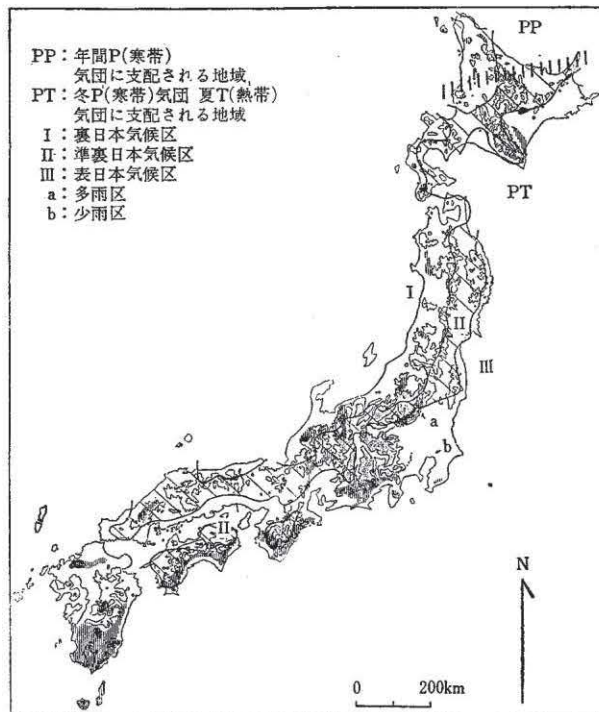 PP：年間P(寒帯)
気団に支配される地域
PT：冬P(寒帯)気団 夏T(熱帯)
気団に支配される地域
I：裏日本気候区
II：準裏日本気候区
III：表日本気候区
a：多雨区
b：少雨区
PP
PT
I
II
III
a
b
II
N
0 200km